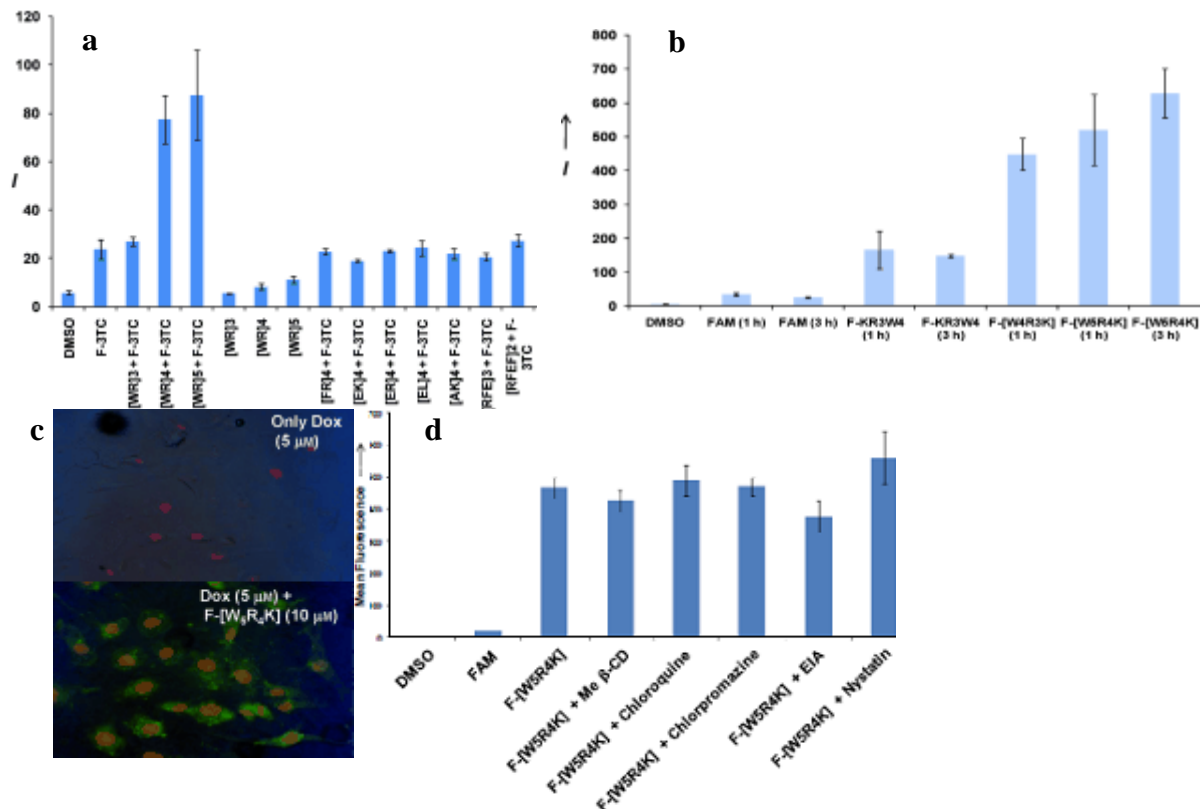 a
120
100
80
60
40
20
0
I
DMSO
F-3TC
[WR]3 + F-3TC
[WR]4 + F-3TC
[WR]5 + F-3TC
[WR]3
[WR]4
[WR]5
[FR]4 + F-3TC
[EK]4 + F-3TC
[ER]4 + F-3TC
[EL]4 + F-3TC
[AK]4 + F-3TC
[RFE]3 + F-3TC
[RFEF]2 + F-
3TC
b
800
700
600
500
400
300
200
100
0
I
DMSO
FAM (1 h)
FAM (3 h)
F-KR3W4
(1 h)
F-KR3W4
(3 h)
F-[W4R3K]
(1 h)
F-[W5R4K]
(1 h)
F-[W5R4K]
(3 h)
c
Only Dox
(5 µM)
Dox (5 µM) +
F-[W5R4K] (10 µM)
d
Mean Fluorescence
DMSO
FAM
F-[W5R4K]
F-[W5R4K] + Me β-CD
F-[W5R4K] + Chloroquine
F-[W5R4K] + Chlorpromazine
F-[W5R4K] + EIA
F-[W5R4K] + Nystatin